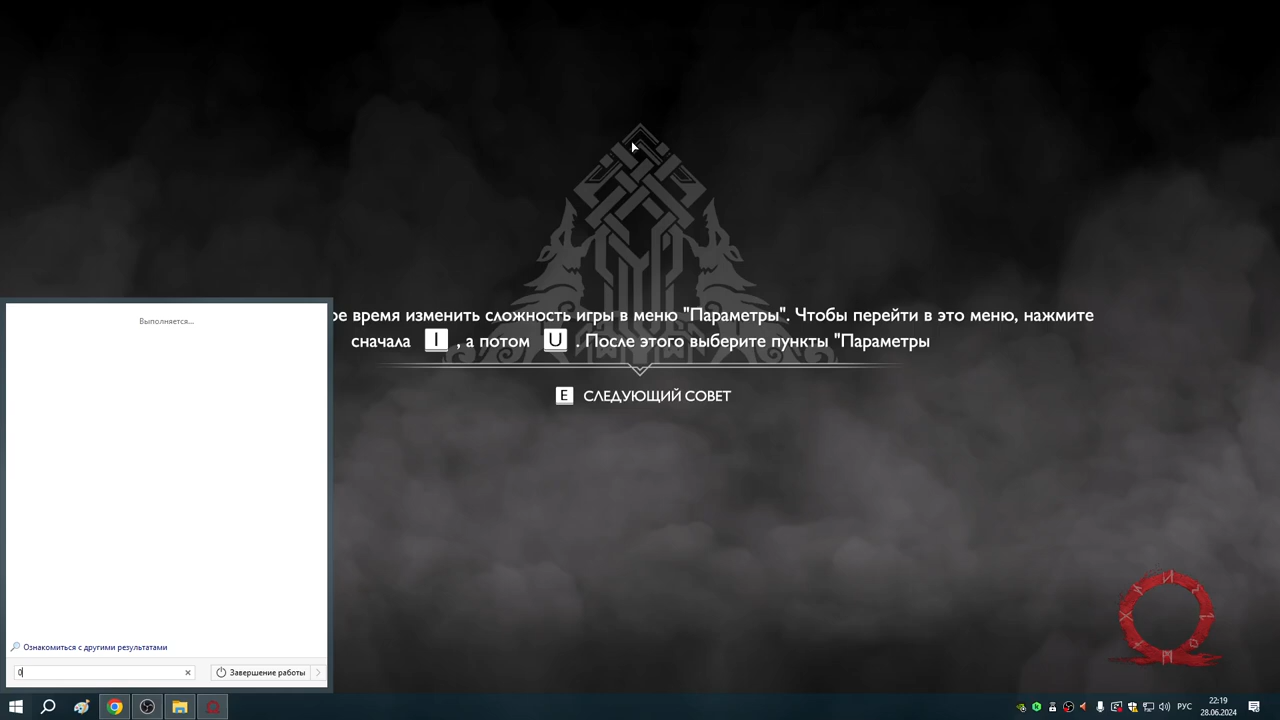 Выполняется...
ое время изменить сложность игры в меню "Параметры". Чтобы перейти в это меню, нажмите
сначала I , а потом U . После этого выберите пункты "Параметры
E СЛЕДУЮЩИЙ СОВЕТ
Ознакомиться с другими результатами
0
Завершение работы
РУС
22:19
28.06.2024